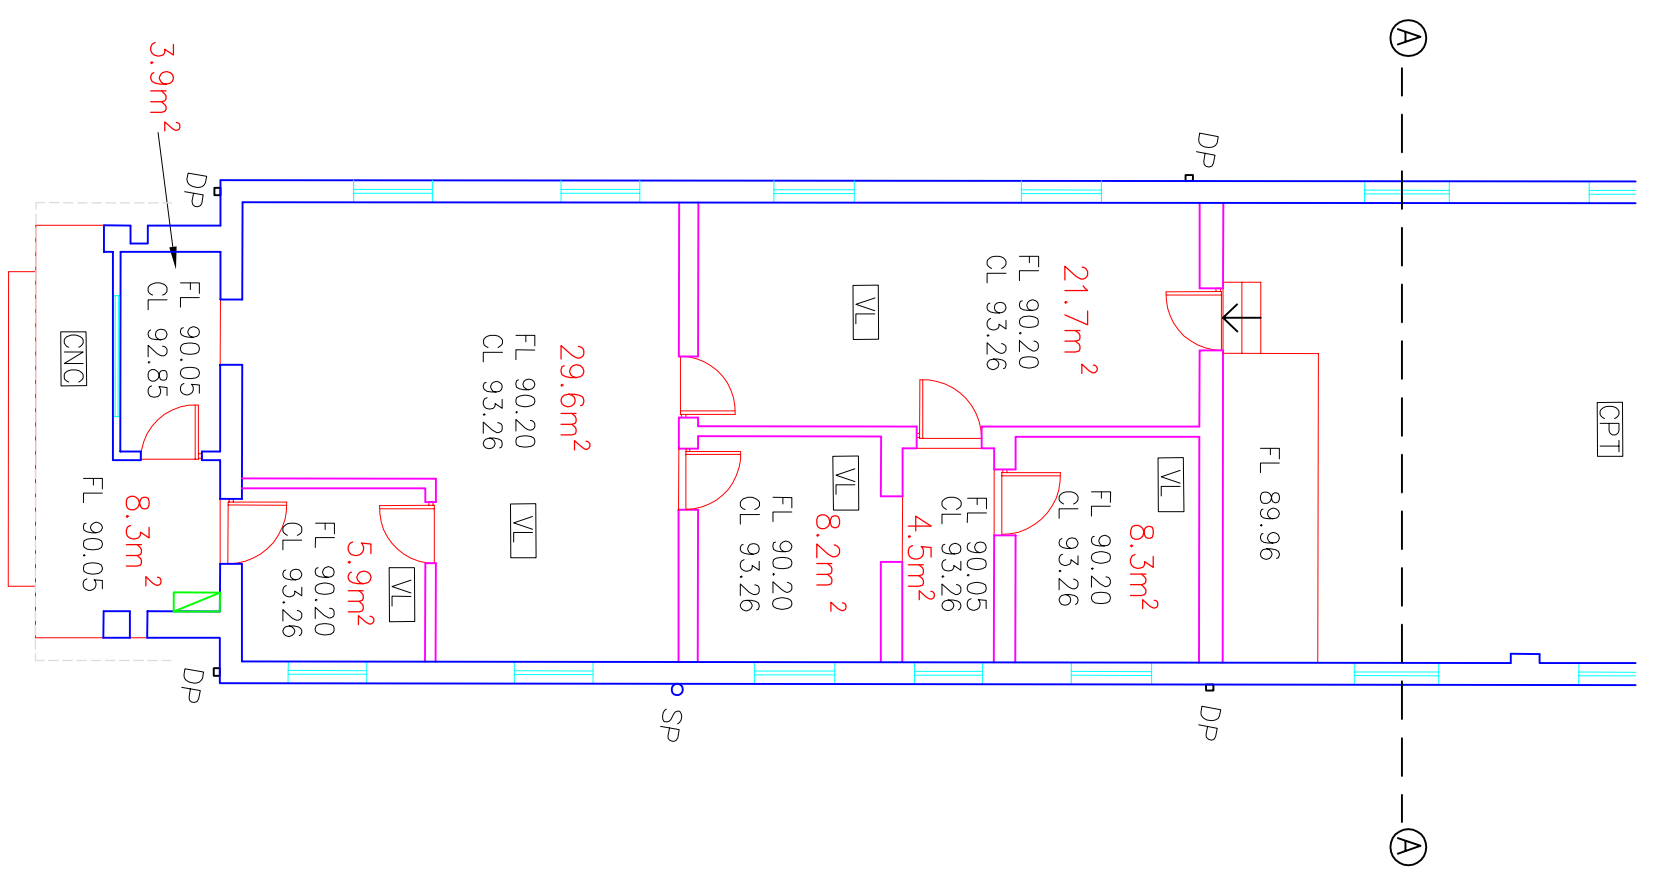 A
3.9m²
DP
DP
CNC
FL 90.05
CL 92.85
FL 90.05
8.3m²
DP
FL 90.20
CL 93.26
5.9m²
VL
29.6m²
FL 90.20
CL 93.26
VL
SP
VL
21.7m²
FL 90.20
CL 93.26
VL
8.2m²
FL 90.20
CL 93.26
4.5m²
FL 90.05
CL 93.26
VL
8.3m²
FL 90.20
CL 93.26
FL 89.96
CPT
DP
A